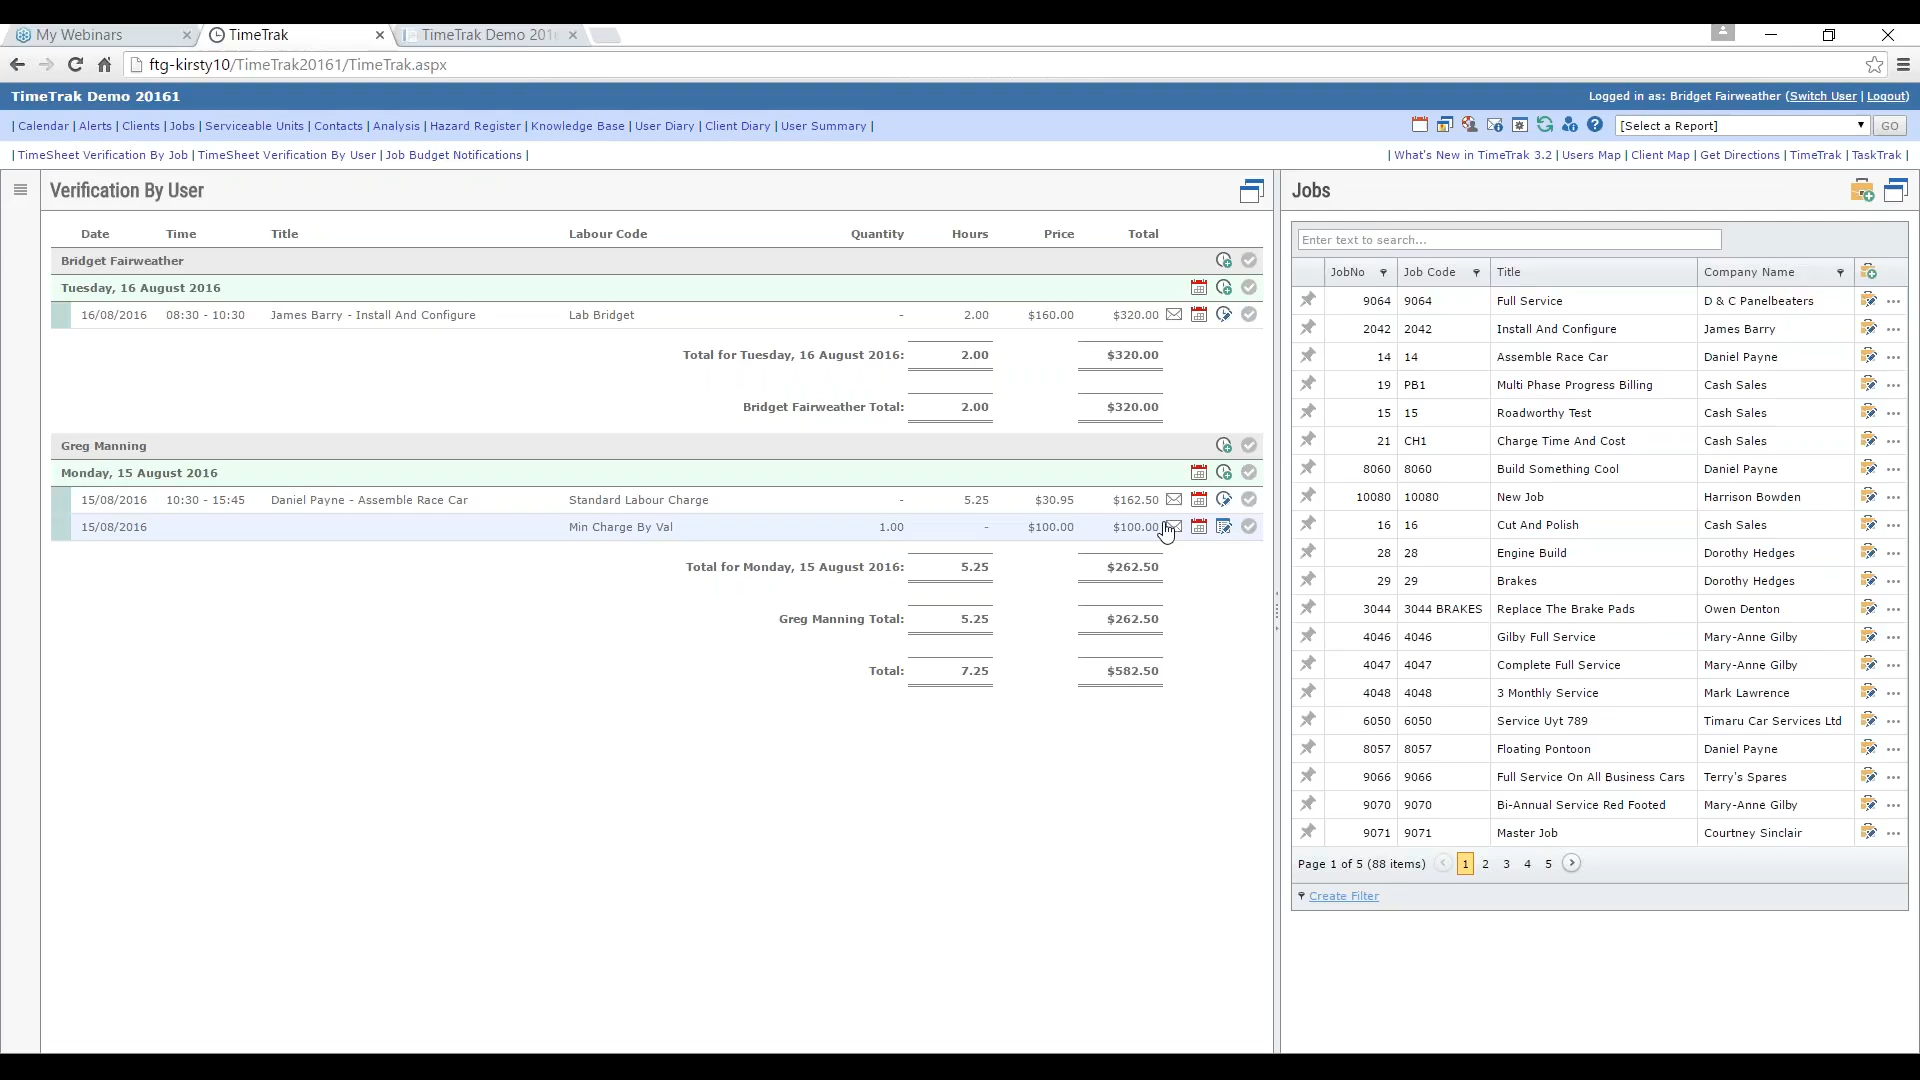 My Webinars
TimeTrak
TimeTrak Demo 201
ftg-kirsty10/TimeTrak20161/TimeTrak.aspx
TimeTrak Demo 20161
Logged in as: Bridget Fairweather (Switch User | Logout)
| Calendar | Alerts | Clients | Jobs | Serviceable Units | Contacts | Analysis | Hazard Register | Knowledge Base | User Diary | Client Diary | User Summary |
[Select a Report]
GO
| TimeSheet Verification By Job | TimeSheet Verification By User | Job Budget Notifications |
| What's New in TimeTrak 3.2 | Users Map | Client Map | Get Directions | TimeTrak | TaskTrak |
Verification By User
Date Time Title Labour Code Quantity Hours Price Total
Bridget Fairweather
Tuesday, 16 August 2016
16/08/2016 08:30 - 10:30 James Barry - Install And Configure Lab Bridget - 2.00 $160.00 $320.00
Total for Tuesday, 16 August 2016: 2.00 $320.00
Bridget Fairweather Total: 2.00 $320.00
Greg Manning
Monday, 15 August 2016
15/08/2016 10:30 - 15:45 Daniel Payne - Assemble Race Car Standard Labour Charge - 5.25 $30.95 $162.50
15/08/2016 Min Charge By Val 1.00 - $100.00 $100.00
Total for Monday, 15 August 2016: 5.25 $262.50
Greg Manning Total: 5.25 $262.50
Total: 7.25 $582.50
Jobs
Enter text to search...
JobNo Job Code Title Company Name
9064 9064 Full Service D & C Panelbeaters
2042 2042 Install And Configure James Barry
14 14 Assemble Race Car Daniel Payne
19 PB1 Multi Phase Progress Billing Cash Sales
15 15 Roadworthy Test Cash Sales
21 CH1 Charge Time And Cost Cash Sales
8060 8060 Build Something Cool Daniel Payne
10080 10080 New Job Harrison Bowden
16 16 Cut And Polish Cash Sales
28 28 Engine Build Dorothy Hedges
29 29 Brakes Dorothy Hedges
3044 3044 BRAKES Replace The Brake Pads Owen Denton
4046 4046 Gilby Full Service Mary-Anne Gilby
4047 4047 Complete Full Service Mary-Anne Gilby
4048 4048 3 Monthly Service Mark Lawrence
6050 6050 Service Uyt 789 Timaru Car Services Ltd
8057 8057 Floating Pontoon Daniel Payne
9066 9066 Full Service On All Business Cars Terry's Spares
9070 9070 Bi-Annual Service Red Footed Mary-Anne Gilby
9071 9071 Master Job Courtney Sinclair
Page 1 of 5 (88 items) 1 2 3 4 5
Create Filter